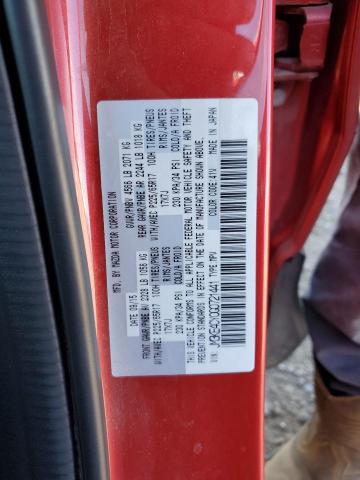 MFD. BY MAZDA MOTOR CORPORATION
DATE 09/15 GVWR/PNBV 4566 LB 2071 KG
FRONT GAWR/PNBE AV 2328 LB 1056 KG REAR GAWR/PNBE AR 2244 LB 1018 KG
WITH/AVEC P225/65R17 100H TIRES/PNEUS WITH/AVEC P225/65R17 100H TIRES/PNEUS
17X7J RIMS/JANTES 17X7J RIMS/JANTES
230 KPA/34 PSI COLD/A FROID 230 KPA/34 PSI COLD/A FROID
THIS VEHICLE CONFORMS TO ALL APPLICABLE FEDERAL MOTOR VEHICLE SAFETY AND THEFT
PREVENTION STANDARDS IN EFFECT ON THE DATE OF MANUFACTURE SHOWN ABOVE.
VIN: TYPE MPV COLOR CODE 41V MADE IN JAPAN